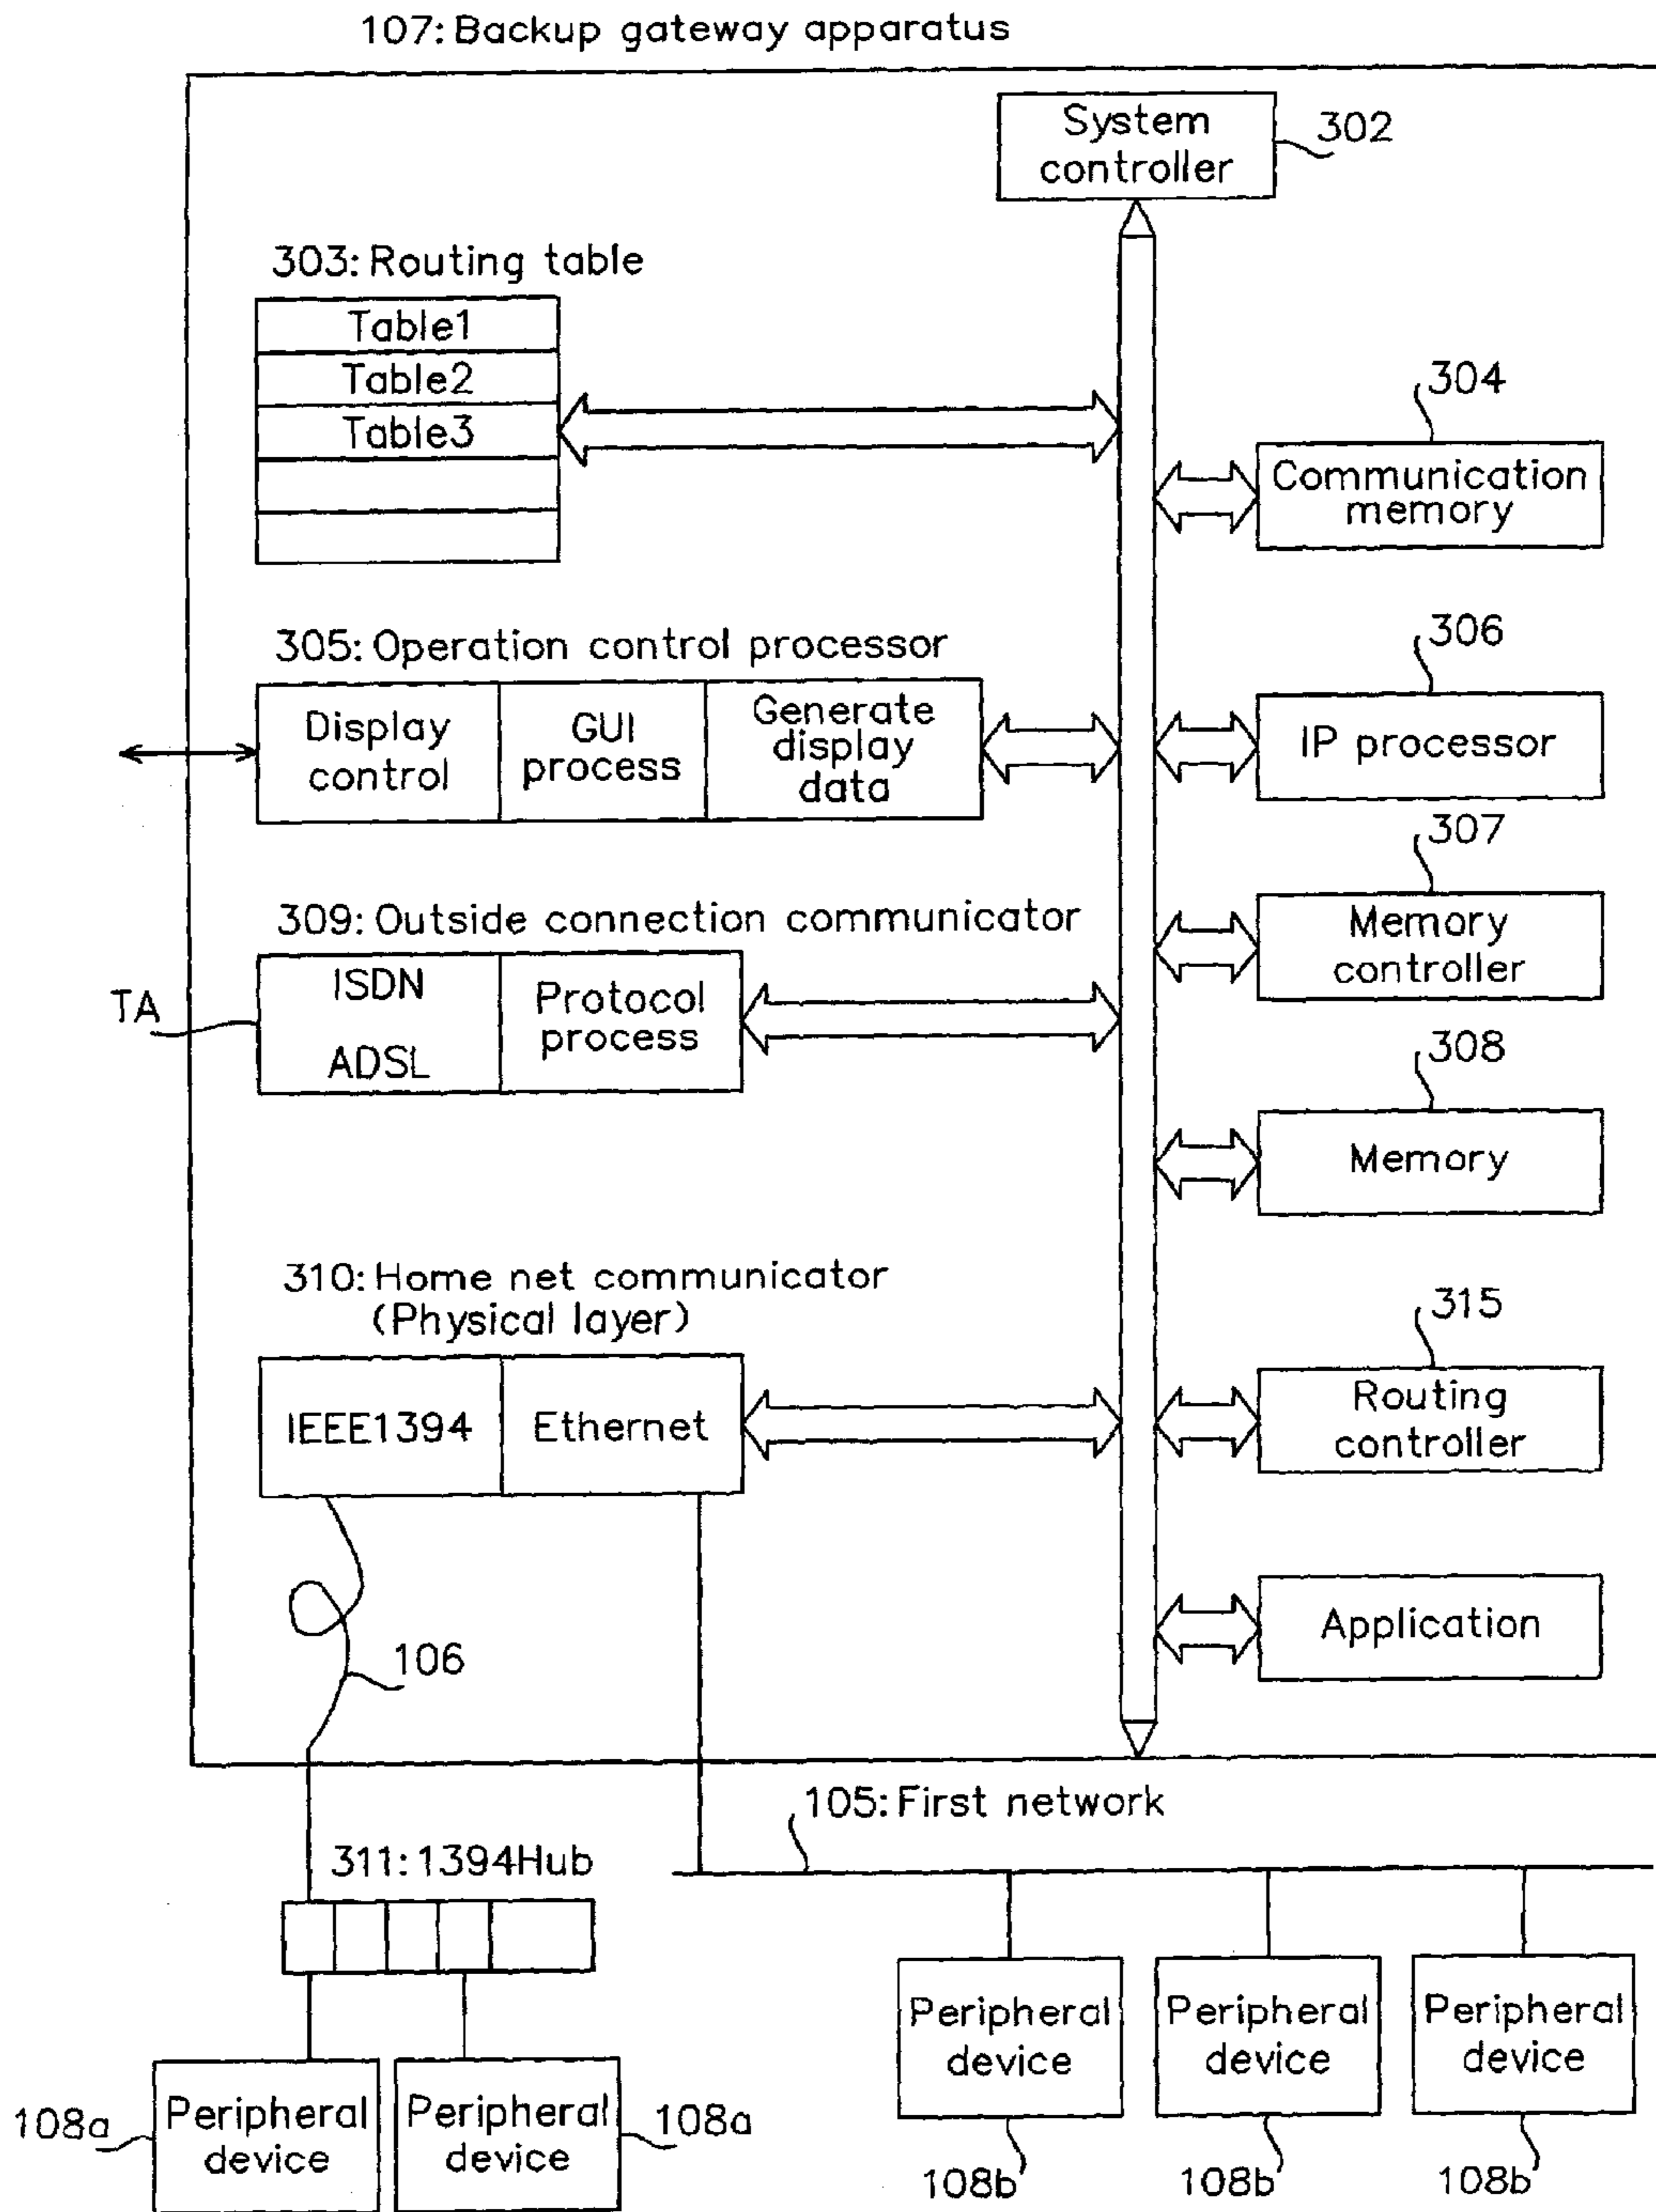 107: Backup gateway apparatus
System
controller
302
303: Routing table
Table1
Table2
Table3
304
Communication
memory
305: Operation control processor
Display
control
GUI
process
Generate
display
data
306
IP processor
307
Memory
controller
309: Outside connection communicator
TA
ISDN
ADSL
Protocol
process
308
Memory
310: Home net communicator
(Physical layer)
IEEE1394
Ethernet
315
Routing
controller
106
Application
105: First network
311: 1394Hub
Peripheral
device
Peripheral
device
Peripheral
device
108a
Peripheral
device
Peripheral
device
108a
108b
108b
108b